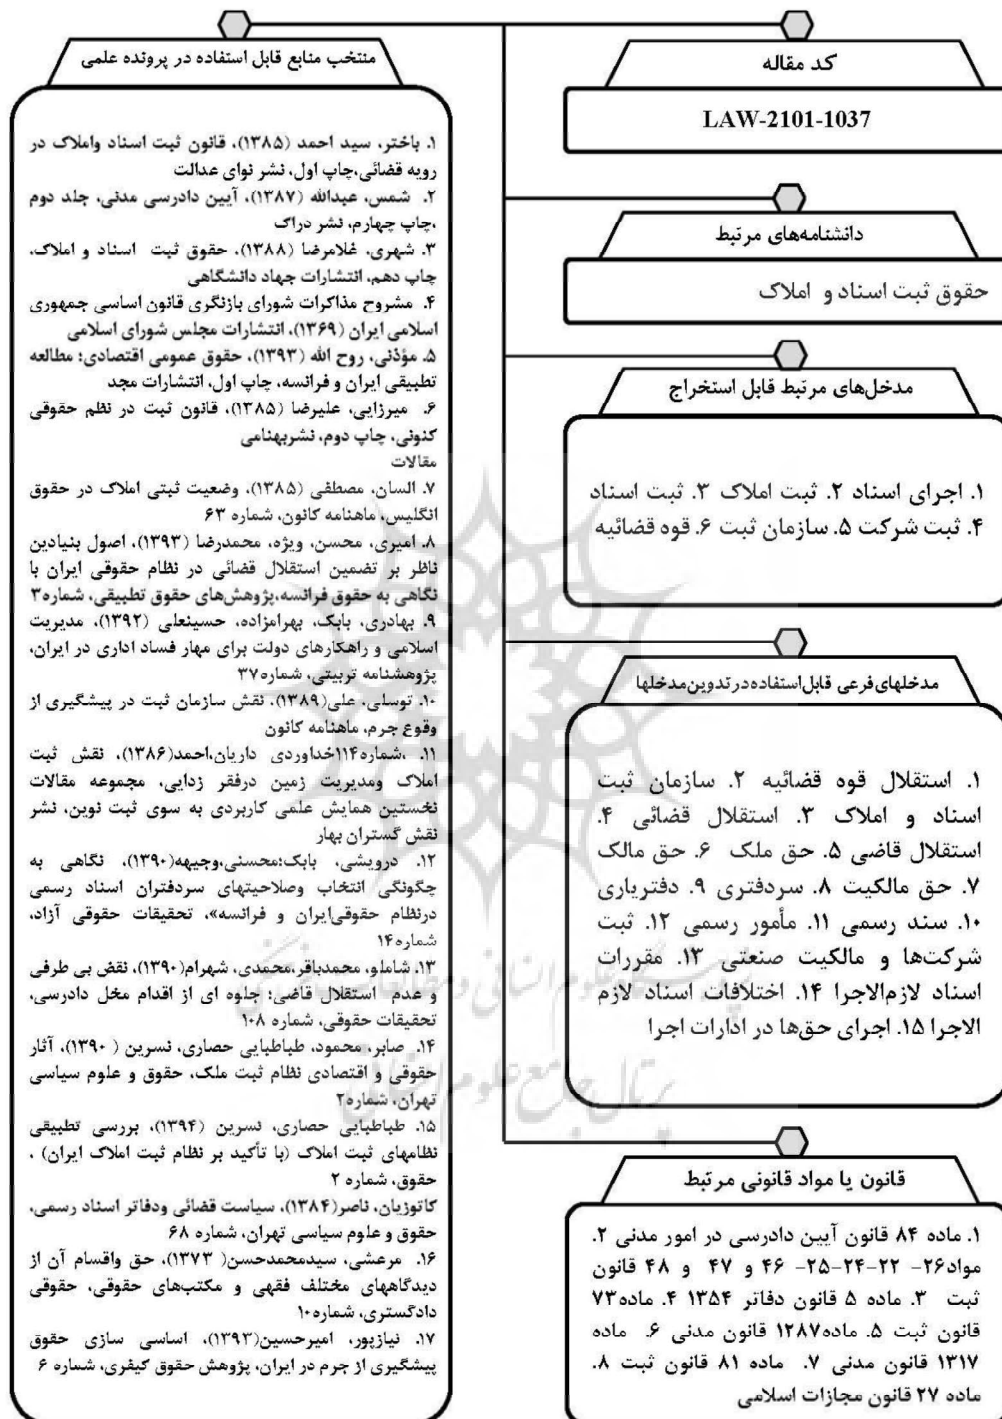 کد مقاله
LAW-2101-1037
دانشنامه‌های مرتبط
حقوق ثبت اسناد و املاک
مدخل‌های مرتبط قابل استخراج
۱. اجرای اسناد ۲. ثبت املاک ۳. ثبت اسناد
۴. ثبت شرکت ۵. سازمان ثبت ۶. قوه قضائیه
مدخلهای فرعی قابل استفاده در تدوین مدخلها
۱. استقلال قوه قضائیه ۲. سازمان ثبت
اسناد و املاک ۳. استقلال قضائی ۴.
استقلال قاضی ۵. حق ملک ۶. حق مالک
۷. حق مالکیت ۸. سردفتری ۹. دفتریاری
۱۰. سند رسمی ۱۱. مأمور رسمی ۱۲. ثبت
شرکت‌ها و مالکیت صنعتی ۱۳. مقررات
اسناد لازم‌الاجرا ۱۴. اختلافات اسناد لازم
الاجرا ۱۵. اجرای حق‌ها در ادارات اجرا
قانون یا مواد قانونی مرتبط
۱. ماده ۸۴ قانون آیین دادرسی در امور مدنی ۲.
مواد۲۶- ۲۲-۲۴-۲۵- ۴۶ و ۴۷ و ۴۸ قانون
ثبت ۳. ماده ۵ قانون دفاتر ۱۳۵۴ ۴. ماده۷۳
قانون ثبت ۵. ماده۱۲۸۷ قانون مدنی ۶. ماده
۱۳۱۷ قانون مدنی ۷. ماده ۸۱ قانون ثبت ۸.
ماده ۲۷ قانون مجازات اسلامی
منتخب منابع قابل استفاده در پرونده علمی
۱. باختر، سید احمد (۱۳۸۵)، قانون ثبت اسناد واملاک در
رویه قضائی،چاپ اول، نشر نوای عدالت
۲. شمس، عبدالله (۱۳۸۷)، آیین دادرسی مدنی، جلد دوم
،چاپ چهارم، نشر دراک
۳. شهری، غلامرضا (۱۳۸۸)، حقوق ثبت اسناد و املاک،
چاپ دهم، انتشارات جهاد دانشگاهی
۴. مشروح مذاکرات شورای بازنگری قانون اساسی جمهوری
اسلامی ایران (۱۳۶۹)، انتشارات مجلس شورای اسلامی
۵. مؤذنی، روح الله (۱۳۹۳)، حقوق عمومی اقتصادی؛ مطالعه
تطبیقی ایران و فرانسه، چاپ اول، انتشارات مجد
۶. میرزایی، علیرضا (۱۳۸۵)، قانون ثبت در نظم حقوقی
کنونی، چاپ دوم، نشربهنامی
مقالات
۷. السان، مصطفی (۱۳۸۵)، وضعیت ثبتی املاک در حقوق
انگلیس، ماهنامه کانون، شماره ۶۳
۸. امیری، محسن، ویژه، محمدرضا (۱۳۹۳)، اصول بنیادین
ناظر بر تضمین استقلال قضائی در نظام حقوقی ایران با
نگاهی به حقوق فرانسه،پژوهش‌های حقوق تطبیقی، شماره۳
۹. بهادری، بابک، بهرامزاده، حسینعلی (۱۳۹۲)، مدیریت
اسلامی و راهکارهای دولت برای مهار فساد اداری در ایران،
پژوهشنامه تربیتی، شماره۳۷
۱۰. توسلی، علی(۱۳۸۹)، نقش سازمان ثبت در پیشگیری از
وقوع جرم، ماهنامه کانون
۱۱. ،شماره۱۱۴خداوردی داریان،احمد(۱۳۸۶)، نقش ثبت
املاک ومدیریت زمین درفقر زدایی، مجموعه مقالات
نخستین همایش علمی کاربردی به سوی ثبت نوین، نشر
نقش گستران بهار
۱۲. درویشی، بابک؛محسنی،وجیهه(۱۳۹۰)، نگاهی به
چگونگی انتخاب وصلاحیتهای سردفتران اسناد رسمی
درنظام حقوقی‌ایران و فرانسه»، تحقیقات حقوقی آزاد،
شماره۱۴
۱۳. شاملو، محمدباقر،محمدی، شهرام(۱۳۹۰)، نقض بی طرفی
و عدم استقلال قاضی؛ جلوه ای از اقدام مخل دادرسی،
تحقیقات حقوقی، شماره ۱۰۸
۱۴. صابر، محمود، طباطبایی حصاری، نسرین ( ۱۳۹۰)، آثار
حقوقی و اقتصادی نظام ثبت ملک، حقوق و علوم سیاسی
تهران، شماره۲
۱۵. طباطبایی حصاری، نسرین (۱۳۹۴)، بررسی تطبیقی
نظامهای ثبت املاک (با تأکید بر نظام ثبت املاک ایران) ،
حقوق، شماره ۲
کاتوزیان، ناصر(۱۳۸۴)، سیاست قضائی ودفاتر اسناد رسمی،
حقوق و علوم سیاسی تهران، شماره ۶۸
۱۶. مرعشی، سیدمحمدحسن( ۱۳۷۳)، حق واقسام آن از
دیدگاههای مختلف فقهی و مکتب‌های حقوقی، حقوقی
دادگستری، شماره۱۰
۱۷. نیازپور، امیرحسین(۱۳۹۳)، اساسی سازی حقوق
پیشگیری از جرم در ایران، پژوهش حقوق کیفری، شماره ۶
پژوهشگاه علوم انسانی و مطالعات فرهنگی
پرتال جامع علوم انسانی